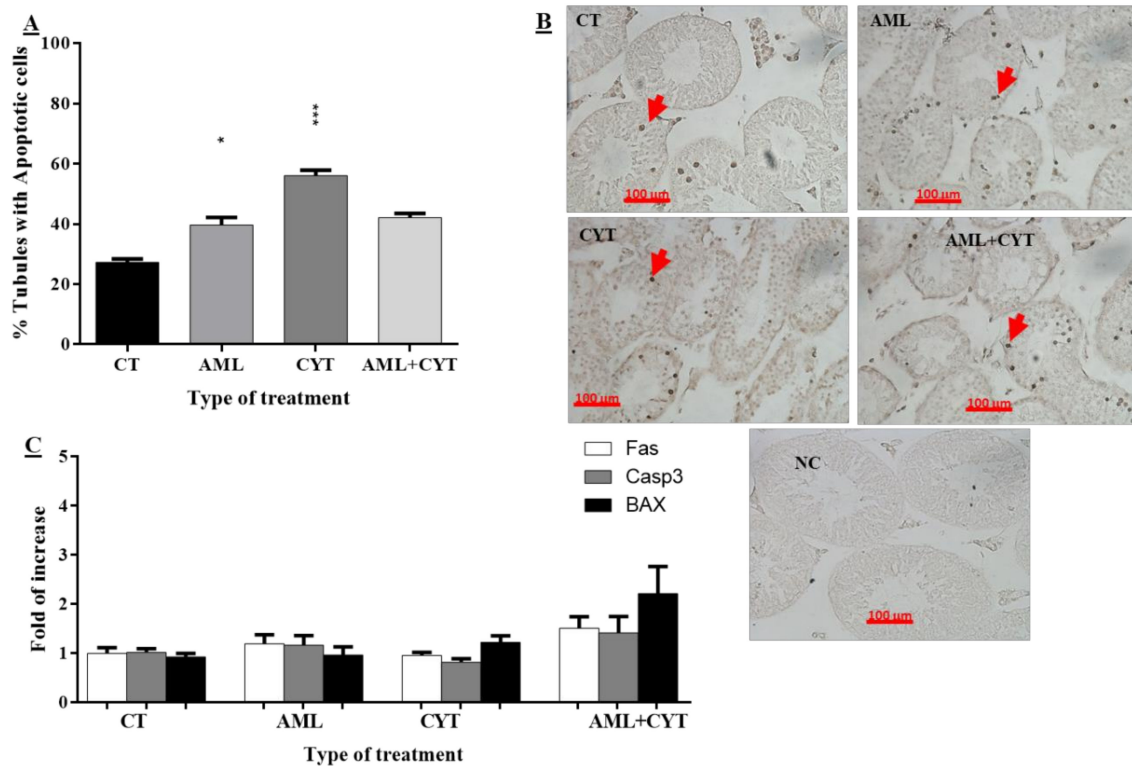 A
% Tubules with Apoptotic cells
100
80
60
40
20
0
*
***
CT AML CYT AML+CYT
Type of treatment
B
CT
100 µm
AML
100 µm
CYT
100 µm
AML+CYT
100 µm
NC
100 µm
C
Fold of increase
5
4
3
2
1
0
Fas
Casp3
BAX
CT AML CYT AML+CYT
Type of treatment